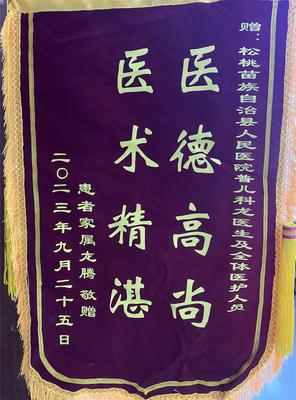 赠：松桃苗族自治县人民医院普儿科龙医生及全体医护人员
医德高尚
医术精湛
患者家属龙腾 敬赠
二〇二三年九月二十五日